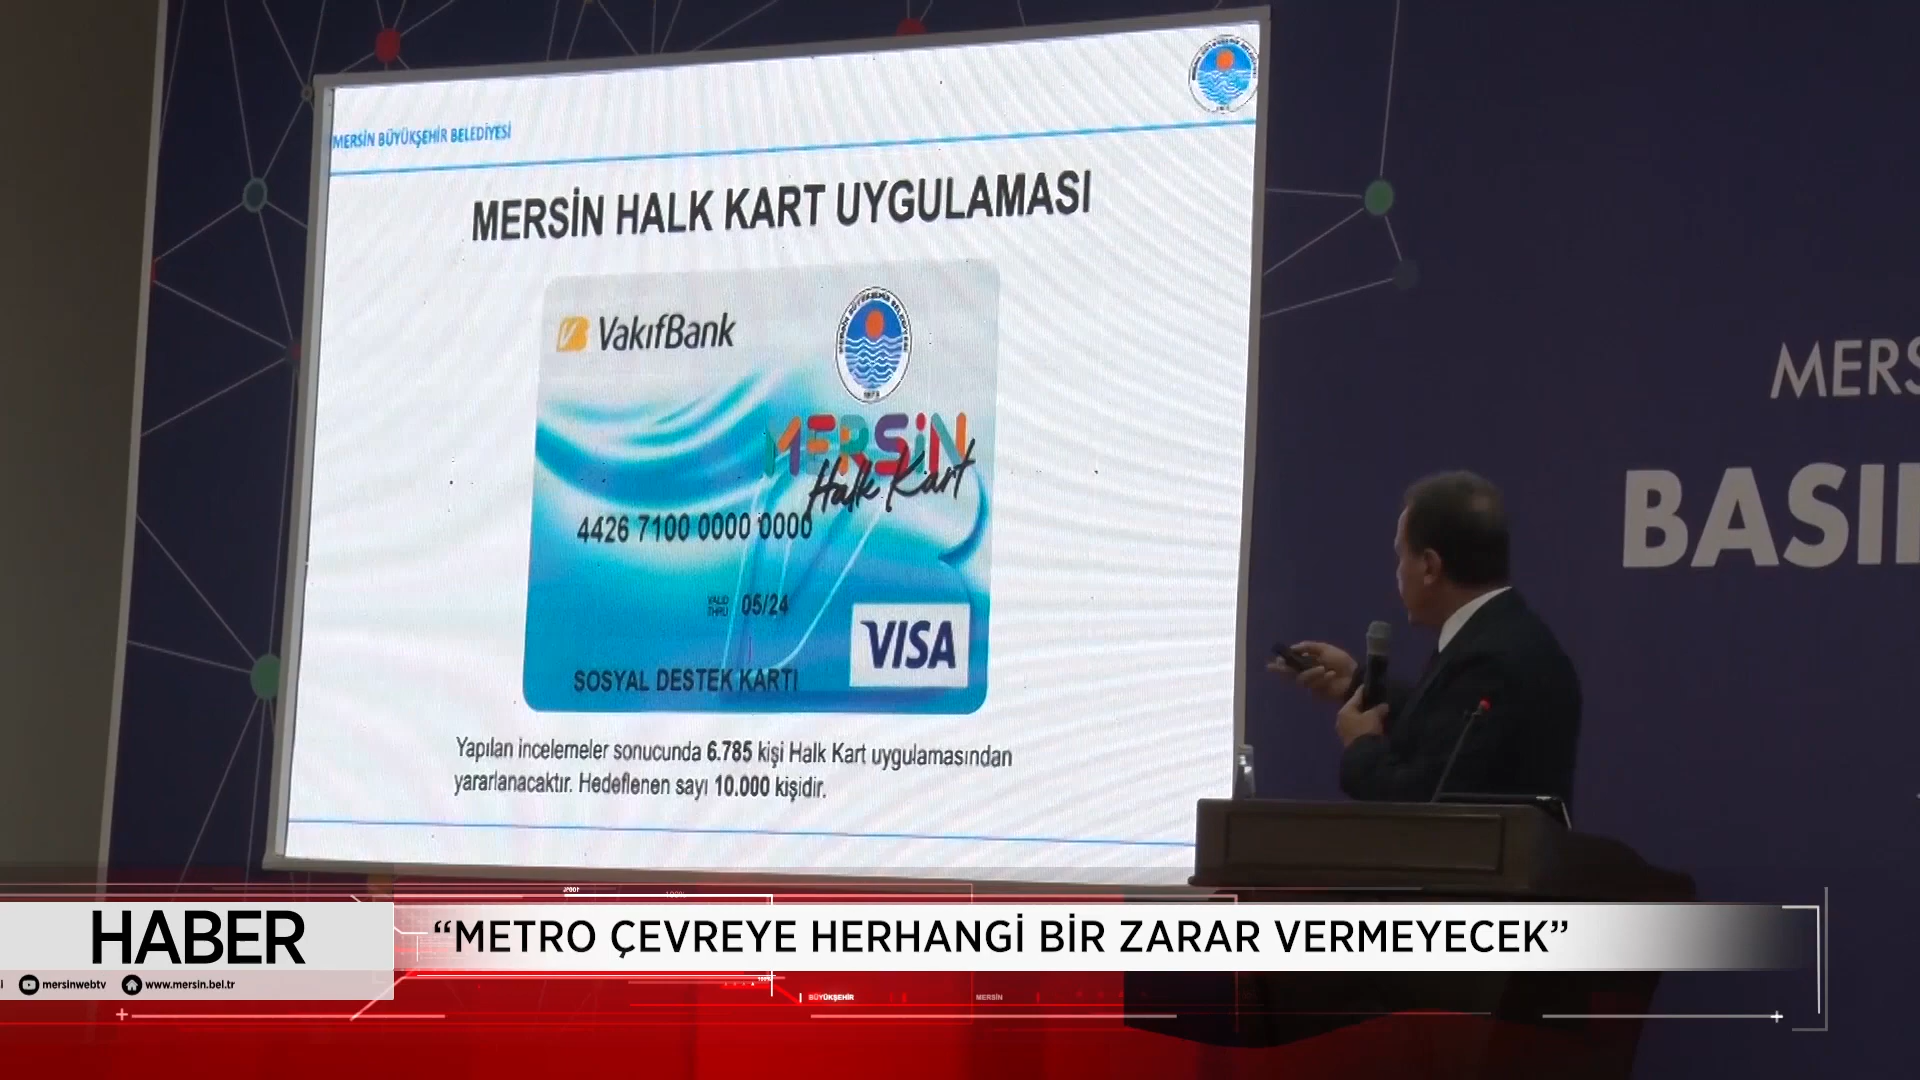 MERSİN BÜYÜKŞEHİR BELEDİYESİ
MERSİN HALK KART UYGULAMASI
VakıfBank
MERSİN
Halk Kart
4426 7100 0000 0000
VALID THRU 05/24
VISA
SOSYAL DESTEK KARTI
Yapılan incelemeler sonucunda 6.785 kişi Halk Kart uygulamasından
yararlanacaktır. Hedeflenen sayı 10.000 kişidir.
MERS
BASI
HABER
“METRO ÇEVREYE HERHANGİ BİR ZARAR VERMEYECEK”
mersinwebtv www.mersin.bel.tr
BÜYÜKŞEHİR MERSİN